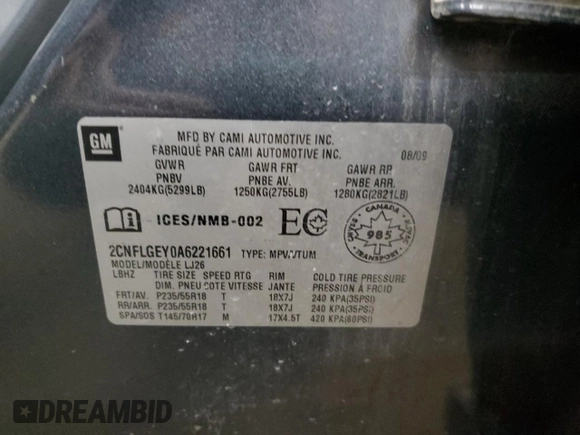 GM
MFD BY CAMI AUTOMOTIVE INC.
FABRIQUÉ PAR CAMI AUTOMOTIVE INC.
08/09
GVWR GAWR FRT GAWR RR
PNBV PNBE AV. PNBE ARR.
2404KG(5299LB) 1250KG(2755LB) 1280KG(2821LB)
ICES/NMB-002 EC
CANADA
985
TRANSPORT
2CNFLGEY0A6221661 TYPE: MPV/VTUM
MODEL/MODÈLE LJ26
LBHZ TIRE SIZE SPEED RTG RIM COLD TIRE PRESSURE
DIM. PNEU COTE VITESSE JANTE PRESSION À FROID
FRT/AV. P235/55R18 T 18X7J 240 KPA(35PSI)
RR/ARR. P235/55R18 T 18X7J 240 KPA(35PSI)
SPA/SOS T145/70R17 M 17X4.5T 420 KPA(60PSI)
DREAMBID